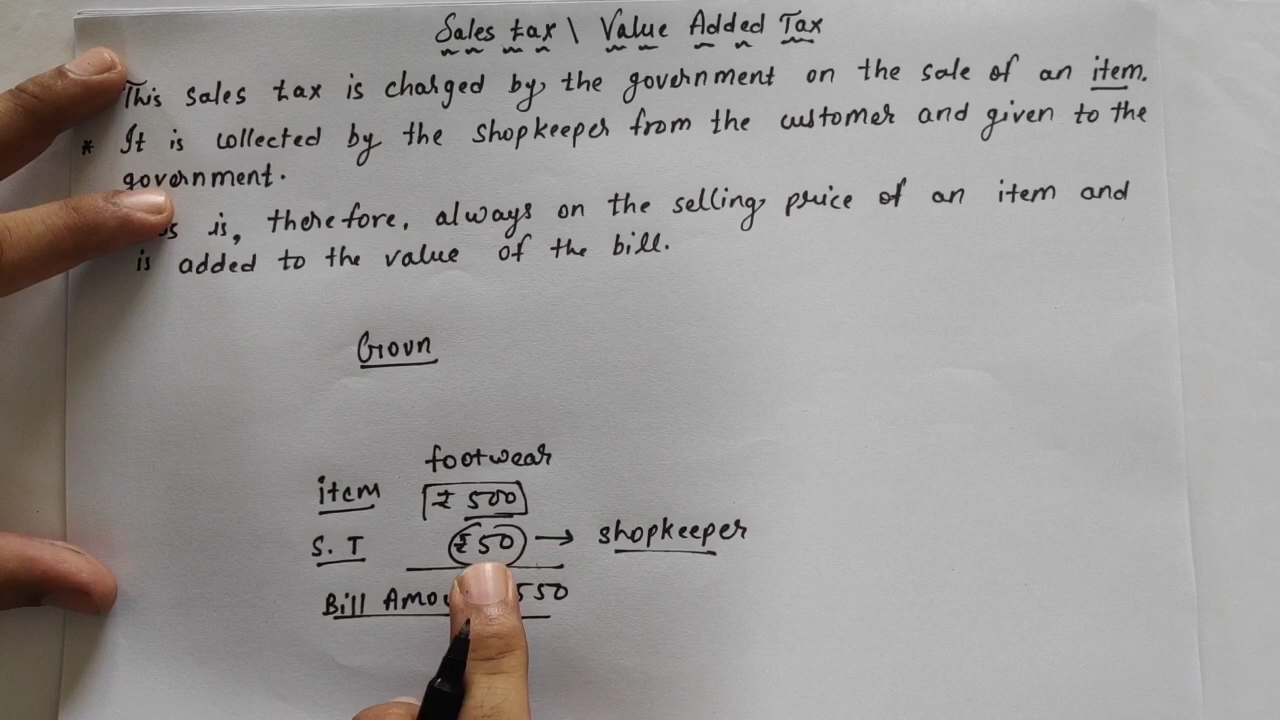 Sales tax \ Value Added Tax
This sales tax is charged by the government on the sale of an item.
* It is collected by the shopkeeper from the customer and given to the
government.
is, therefore, always on the selling price of an item and
is added to the value of the bill.
Govn
footwear
item ₹ 500
S. T ₹50 → shopkeeper
Bill 550